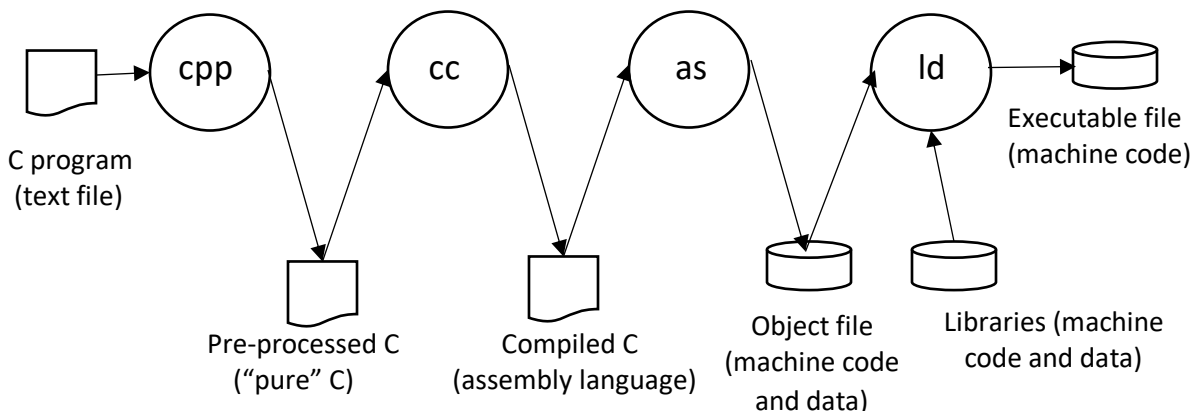 cpp
cc
as
ld
C program
(text file)
Executable file
(machine code)
Pre-processed C
(“pure” C)
Compiled C
(assembly language)
Object file
(machine code
and data)
Libraries (machine
code and data)